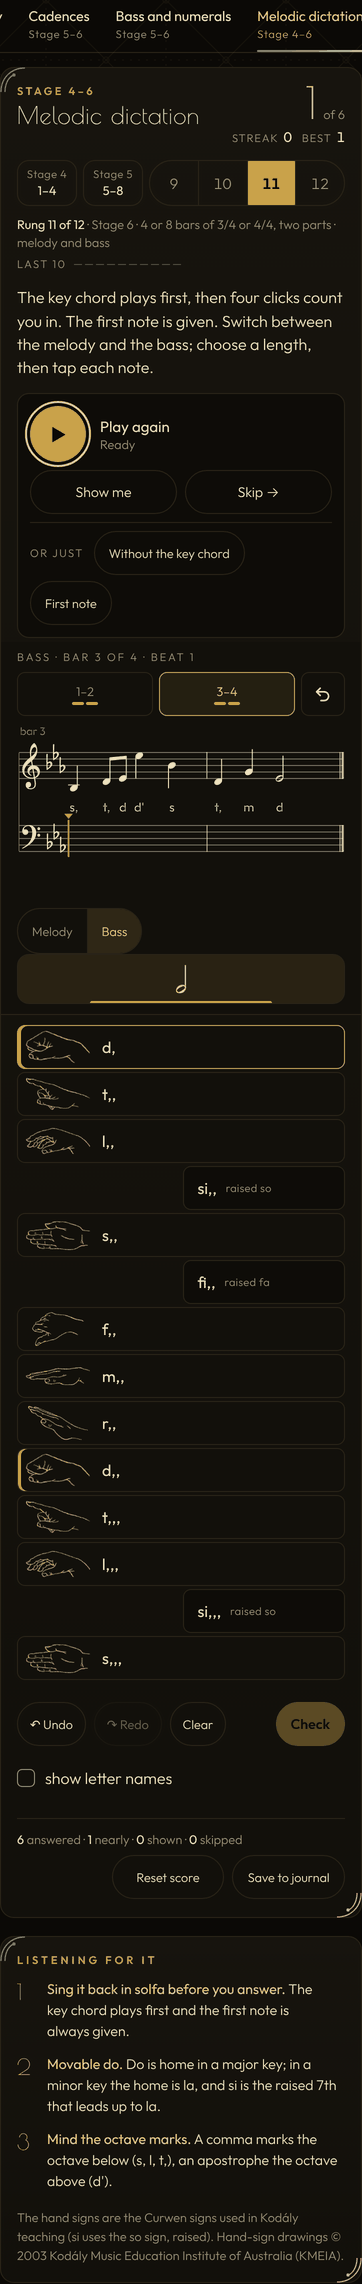 Cadences
Stage 5–6
Bass and numerals
Stage 5–6
Melodic dictation
Stage 4–6
STAGE 4–6
Melodic dictation
1 of 6
STREAK 0 BEST 1
Stage 4
1–4
Stage 5
5–8
9
10
11
12
Rung 11 of 12 · Stage 6 · 4 or 8 bars of 3/4 or 4/4, two parts ·
melody and bass
LAST 10 — — — — — — — — — —
The key chord plays first, then four clicks count
you in. The first note is given. Switch between
the melody and the bass; choose a length,
then tap each note.
Play again
Ready
Show me
Skip →
OR JUST
Without the key chord
First note
BASS · BAR 3 OF 4 · BEAT 1
1–2
3–4
bar 3
s, t, d d' s t, m d
Melody
Bass
d,
t,,
l,,
si,, raised so
s,,
fi,, raised fa
f,,
m,,
r,,
d,,
t,,,
l,,,
si,,, raised so
s,,,
↶ Undo
↷ Redo
Clear
Check
show letter names
6 answered · 1 nearly · 0 shown · 0 skipped
Reset score
Save to journal
LISTENING FOR IT
1 Sing it back in solfa before you answer. The
key chord plays first and the first note is
always given.
2 Movable do. Do is home in a major key; in a
minor key the home is la, and si is the raised 7th
that leads up to la.
3 Mind the octave marks. A comma marks the
octave below (s, l, t,), an apostrophe the octave
above (d').
The hand signs are the Curwen signs used in Kodály
teaching (si uses the so sign, raised). Hand-sign drawings ©
2003 Kodály Music Education Institute of Australia (KMEIA).